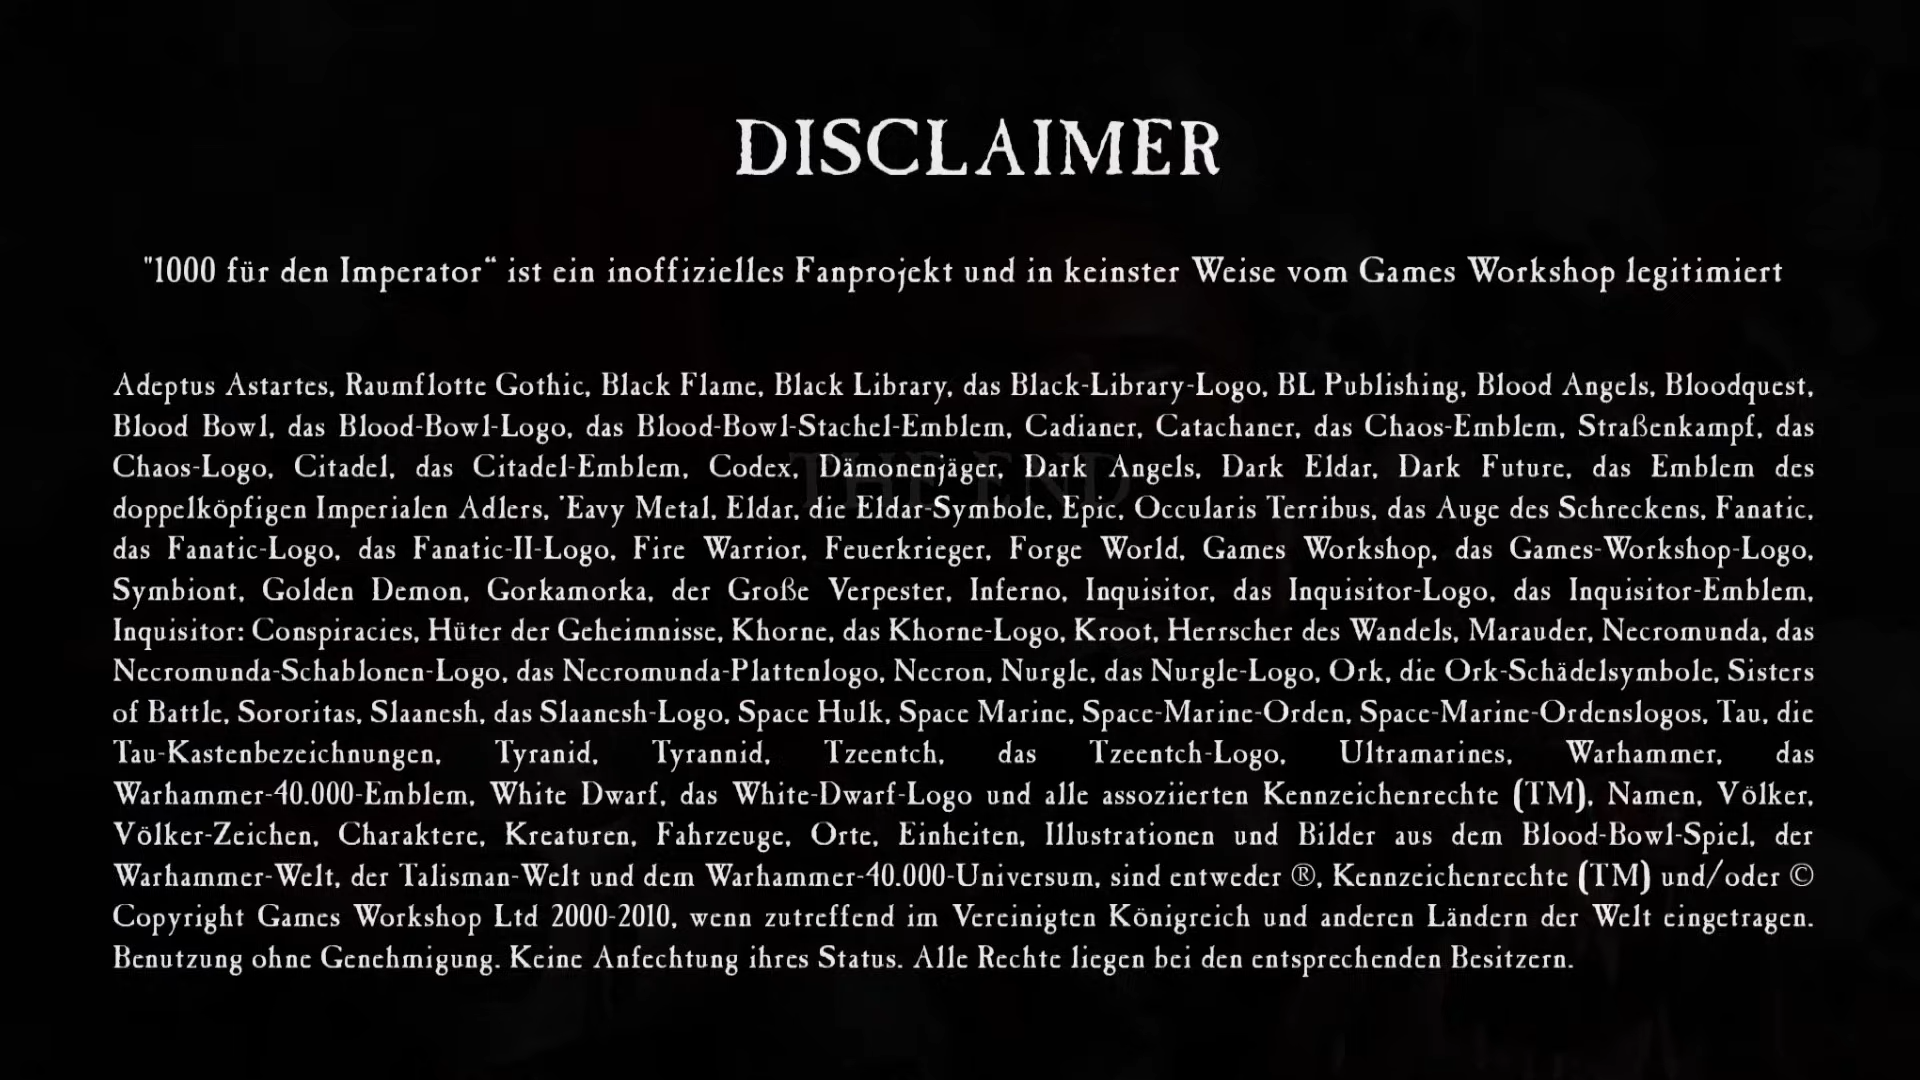 DISCLAIMER
"1000 für den Imperator“ ist ein inoffizielles Fanprojekt und in keinster Weise vom Games Workshop legitimiert
Adeptus Astartes, Raumflotte Gothic, Black Flame, Black Library, das Black-Library-Logo, BL Publishing, Blood Angels, Bloodquest,
Blood Bowl, das Blood-Bowl-Logo, das Blood-Bowl-Stachel-Emblem, Cadianer, Catachaner, das Chaos-Emblem, Straßenkampf, das
Chaos-Logo, Citadel, das Citadel-Emblem, Codex, Dämonenjäger, Dark Angels, Dark Eldar, Dark Future, das Emblem des
THE END
doppelköpfigen Imperialen Adlers, 'Eavy Metal, Eldar, die Eldar-Symbole, Epic, Occularis Terribus, das Auge des Schreckens, Fanatic,
das Fanatic-Logo, das Fanatic-II-Logo, Fire Warrior, Feuerkrieger, Forge World, Games Workshop, das Games-Workshop-Logo,
Symbiont, Golden Demon, Gorkamorka, der Große Verpester, Inferno, Inquisitor, das Inquisitor-Logo, das Inquisitor-Emblem,
Inquisitor: Conspiracies, Hüter der Geheimnisse, Khorne, das Khorne-Logo, Kroot, Herrscher des Wandels, Marauder, Necromunda, das
Necromunda-Schablonen-Logo, das Necromunda-Plattenlogo, Necron, Nurgle, das Nurgle-Logo, Ork, die Ork-Schädelsymbole, Sisters
of Battle, Sororitas, Slaanesh, das Slaanesh-Logo, Space Hulk, Space Marine, Space-Marine-Orden, Space-Marine-Ordenslogos, Tau, die
Tau-Kastenbezeichnungen, Tyranid, Tyrannid, Tzeentch, das Tzeentch-Logo, Ultramarines, Warhammer, das
Warhammer-40.000-Emblem, White Dwarf, das White-Dwarf-Logo und alle assoziierten Kennzeichenrechte (TM), Namen, Völker,
Völker-Zeichen, Charaktere, Kreaturen, Fahrzeuge, Orte, Einheiten, Illustrationen und Bilder aus dem Blood-Bowl-Spiel, der
Warhammer-Welt, der Talisman-Welt und dem Warhammer-40.000-Universum, sind entweder ®, Kennzeichenrechte (TM) und/oder ©
Copyright Games Workshop Ltd 2000-2010, wenn zutreffend im Vereinigten Königreich und anderen Ländern der Welt eingetragen.
Benutzung ohne Genehmigung. Keine Anfechtung ihres Status. Alle Rechte liegen bei den entsprechenden Besitzern.